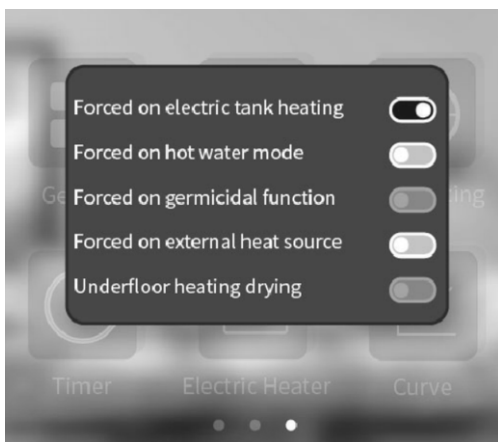 Forced on electric tank heating
Forced on hot water mode
Forced on germicidal function
Forced on external heat source
Underfloor heating drying
Timer
Electric Heater
Curve